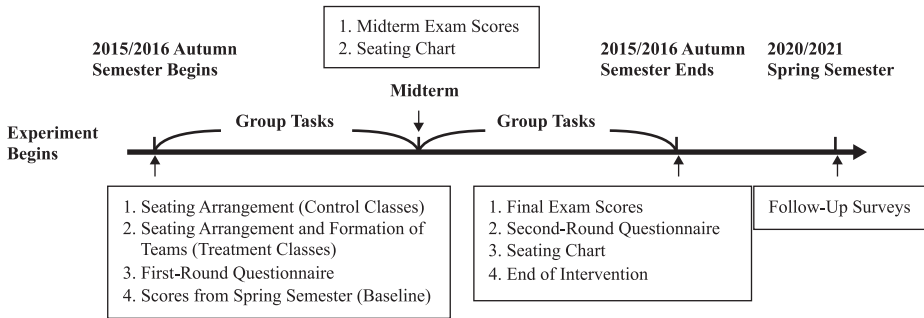 1. Midterm Exam Scores
2. Seating Chart
2015/2016 Autumn
Semester Begins
2015/2016 Autumn
Semester Ends
2020/2021
Spring Semester
Midterm
Group Tasks
Group Tasks
Experiment
Begins
1. Seating Arrangement (Control Classes)
2. Seating Arrangement and Formation of
Teams (Treatment Classes)
3. First-Round Questionnaire
4. Scores from Spring Semester (Baseline)
1. Final Exam Scores
2. Second-Round Questionnaire
3. Seating Chart
4. End of Intervention
Follow-Up Surveys